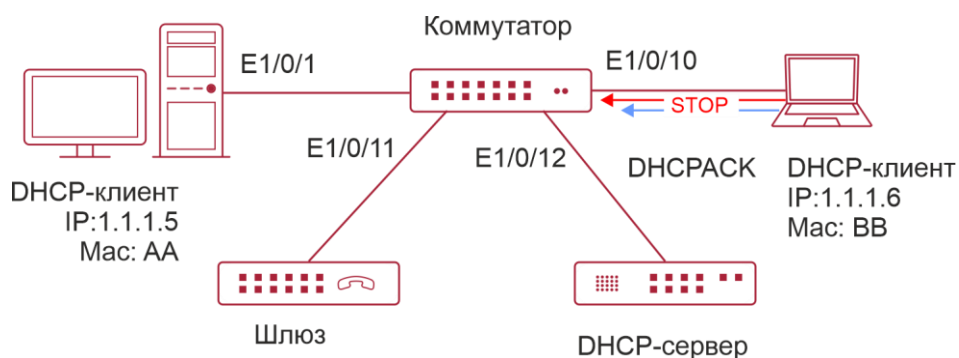 Коммутатор
E1/0/1
E1/0/10
STOP
E1/0/11
E1/0/12
DHCPACK
DHCP-клиент
IP:1.1.1.5
Mac: AA
DHCP-клиент
IP:1.1.1.6
Mac: BB
Шлюз
DHCP-сервер